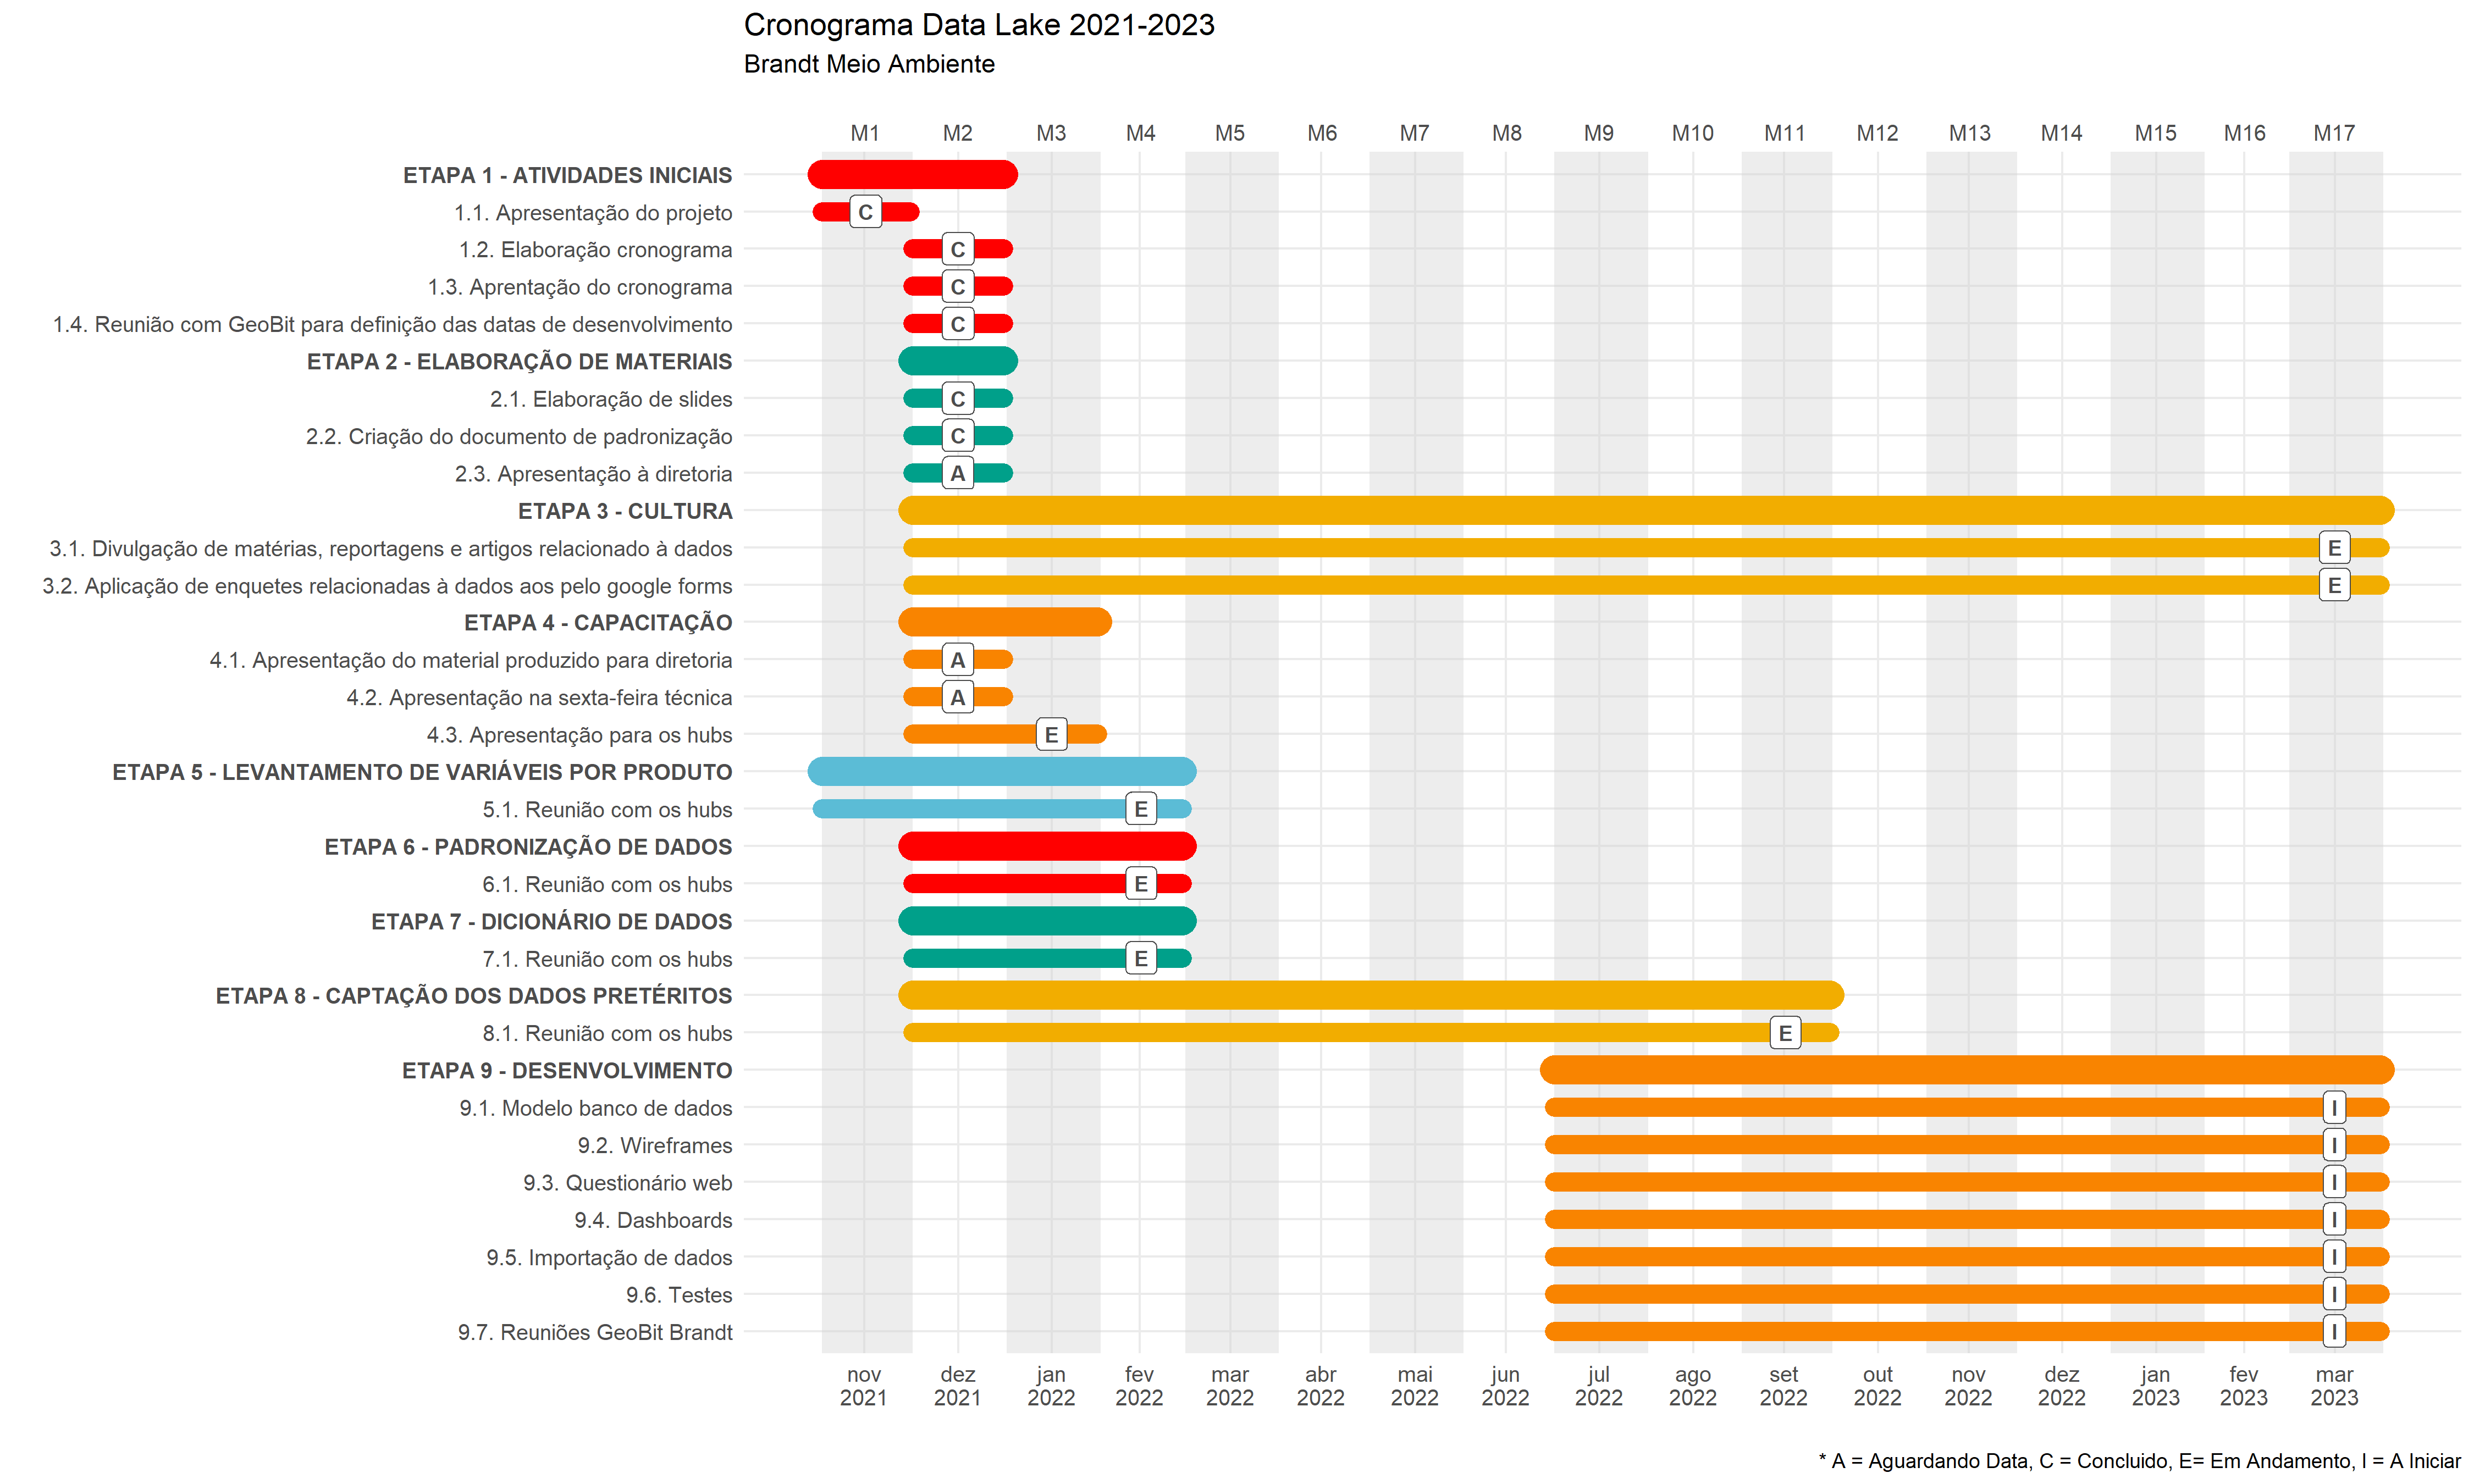 Cronograma Data Lake 2021-2023
Brandt Meio Ambiente
M1 M2 M3 M4 M5 M6 M7 M8 M9 M10 M11 M12 M13 M14 M15 M16 M17
ETAPA 1 - ATIVIDADES INICIAIS
1.1. Apresentação do projeto C
1.2. Elaboração cronograma C
1.3. Aprentação do cronograma C
1.4. Reunião com GeoBit para definição das datas de desenvolvimento C
ETAPA 2 - ELABORAÇÃO DE MATERIAIS
2.1. Elaboração de slides C
2.2. Criação do documento de padronização C
2.3. Apresentação à diretoria A
ETAPA 3 - CULTURA
3.1. Divulgação de matérias, reportagens e artigos relacionado à dados E
3.2. Aplicação de enquetes relacionadas à dados aos pelo google forms E
ETAPA 4 - CAPACITAÇÃO
4.1. Apresentação do material produzido para diretoria A
4.2. Apresentação na sexta-feira técnica A
4.3. Apresentação para os hubs E
ETAPA 5 - LEVANTAMENTO DE VARIÁVEIS POR PRODUTO
5.1. Reunião com os hubs E
ETAPA 6 - PADRONIZAÇÃO DE DADOS
6.1. Reunião com os hubs E
ETAPA 7 - DICIONÁRIO DE DADOS
7.1. Reunião com os hubs E
ETAPA 8 - CAPTAÇÃO DOS DADOS PRETÉRITOS
8.1. Reunião com os hubs E
ETAPA 9 - DESENVOLVIMENTO
9.1. Modelo banco de dados I
9.2. Wireframes I
9.3. Questionário web I
9.4. Dashboards I
9.5. Importação de dados I
9.6. Testes I
9.7. Reuniões GeoBit Brandt I
nov dez jan fev mar abr mai jun jul ago set out nov dez jan fev mar
2021 2021 2022 2022 2022 2022 2022 2022 2022 2022 2022 2022 2022 2022 2023 2023 2023
* A = Aguardando Data, C = Concluido, E= Em Andamento, I = A Iniciar